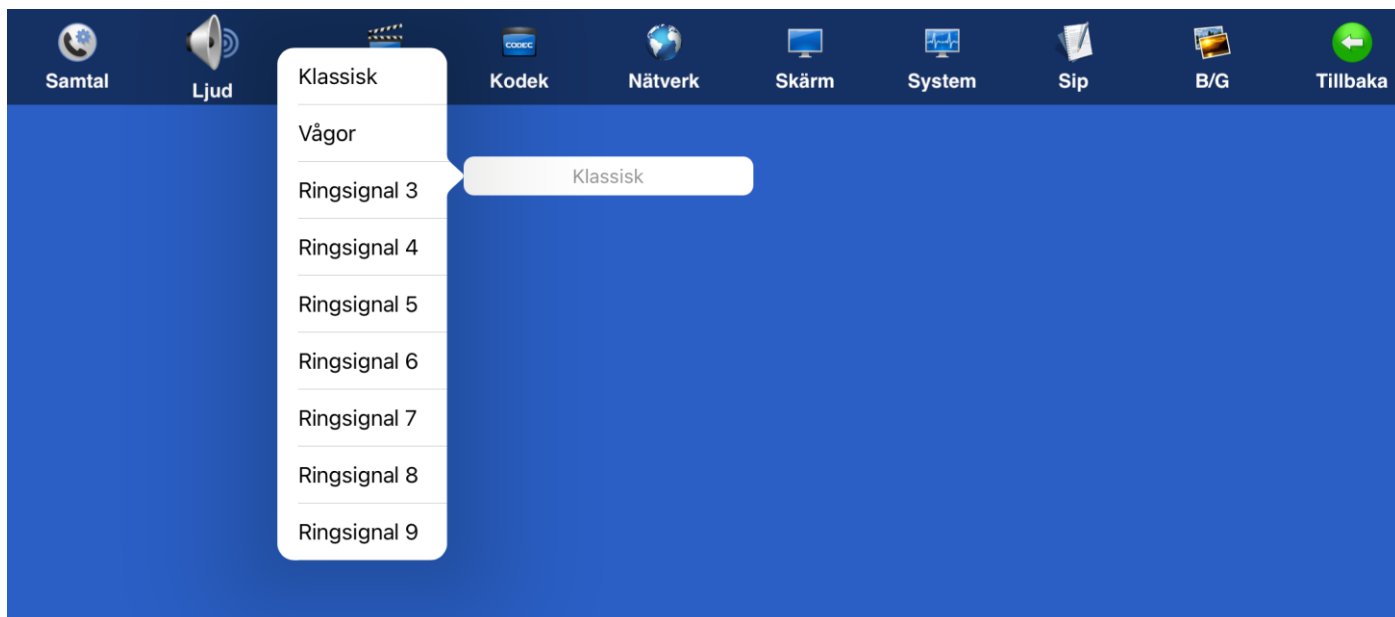 Samtal
Ljud
CODEC
Kodek
Nätverk
Skärm
System
Sip
B/G
Tillbaka
Klassisk
Vågor
Ringsignal 3
Ringsignal 4
Ringsignal 5
Ringsignal 6
Ringsignal 7
Ringsignal 8
Ringsignal 9
Klassisk